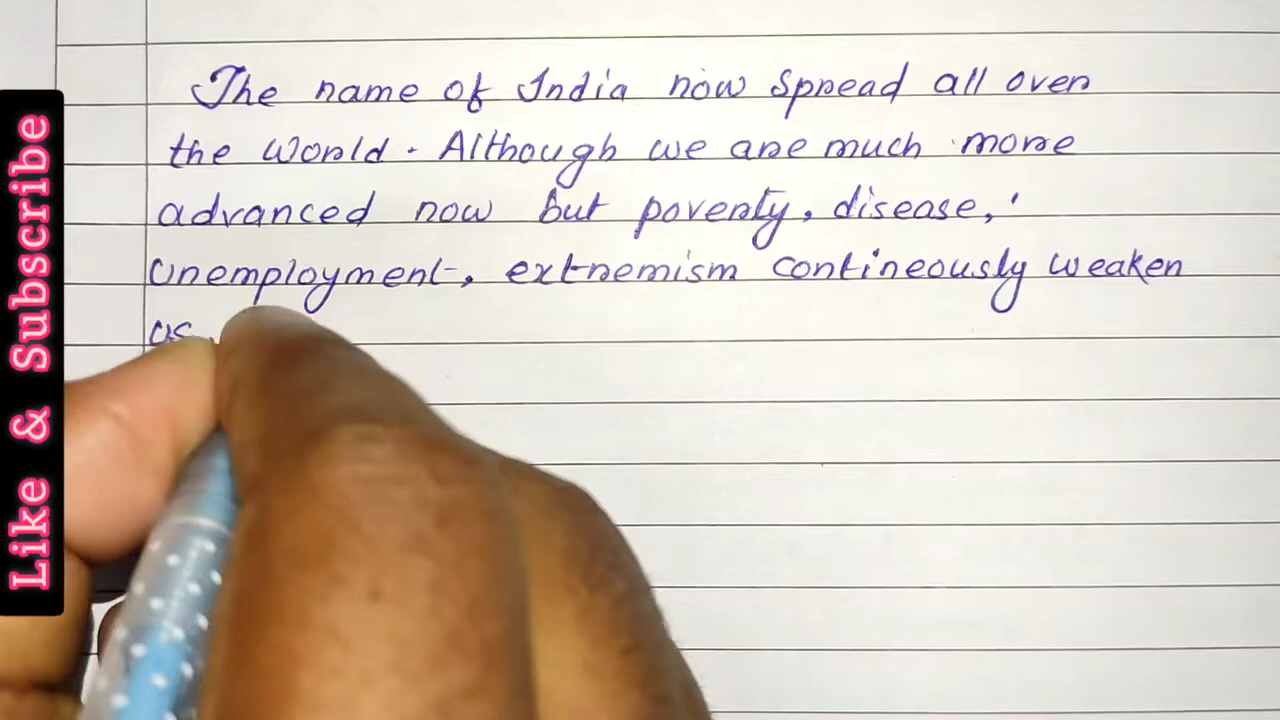 The name of India now spread all over
the world. Although we are much more
advanced now but poverty, disease,
unemployment, extremism contineously weaken
us.
Like & Subscribe